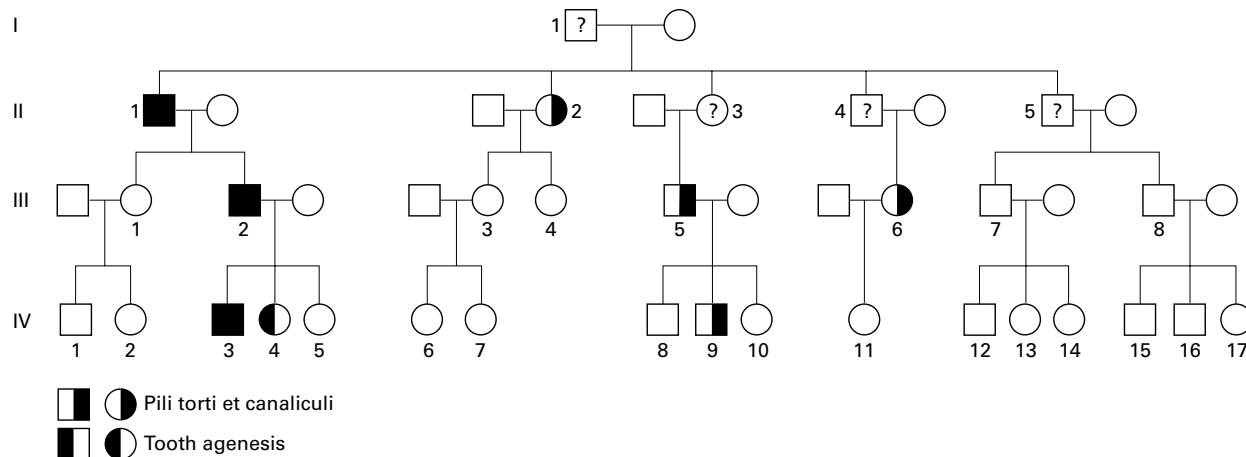 I 1 ?
II 1 2 ? 3 4 ? 5 ?
III 1 2 3 4 5 6 7 8
IV 1 2 3 4 5 6 7 8 9 10 11 12 13 14 15 16 17
Pili torti et canaliculi
Tooth agenesis